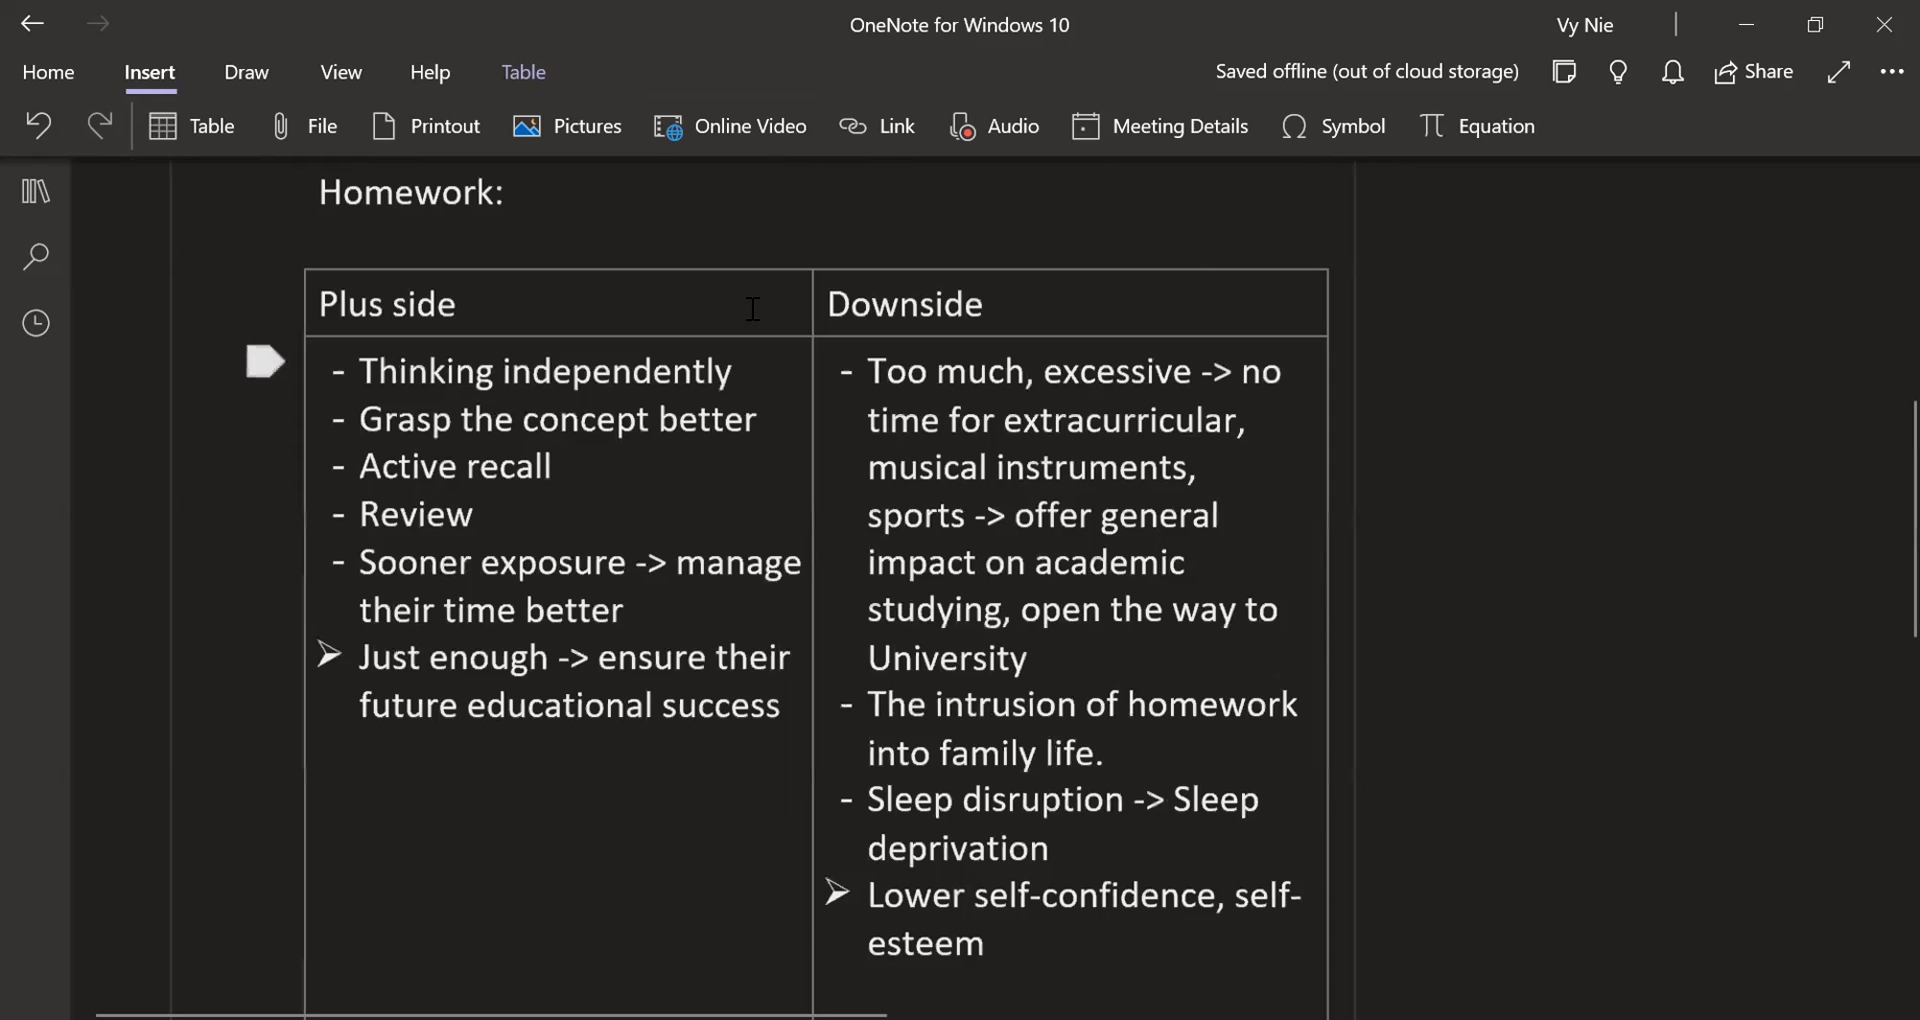 OneNote for Windows 10
Vy Nie
Home
Insert
Draw
View
Help
Table
Saved offline (out of cloud storage)
Share
Table
File
Printout
Pictures
Online Video
Link
Audio
Meeting Details
Symbol
Equation
Homework:
Plus side
- Thinking independently
- Grasp the concept better
- Active recall
- Review
- Sooner exposure -> manage
their time better
➢ Just enough -> ensure their
future educational success
Downside
- Too much, excessive -> no
time for extracurricular,
musical instruments,
sports -> offer general
impact on academic
studying, open the way to
University
- The intrusion of homework
into family life.
- Sleep disruption -> Sleep
deprivation
➢ Lower self-confidence, self-
esteem